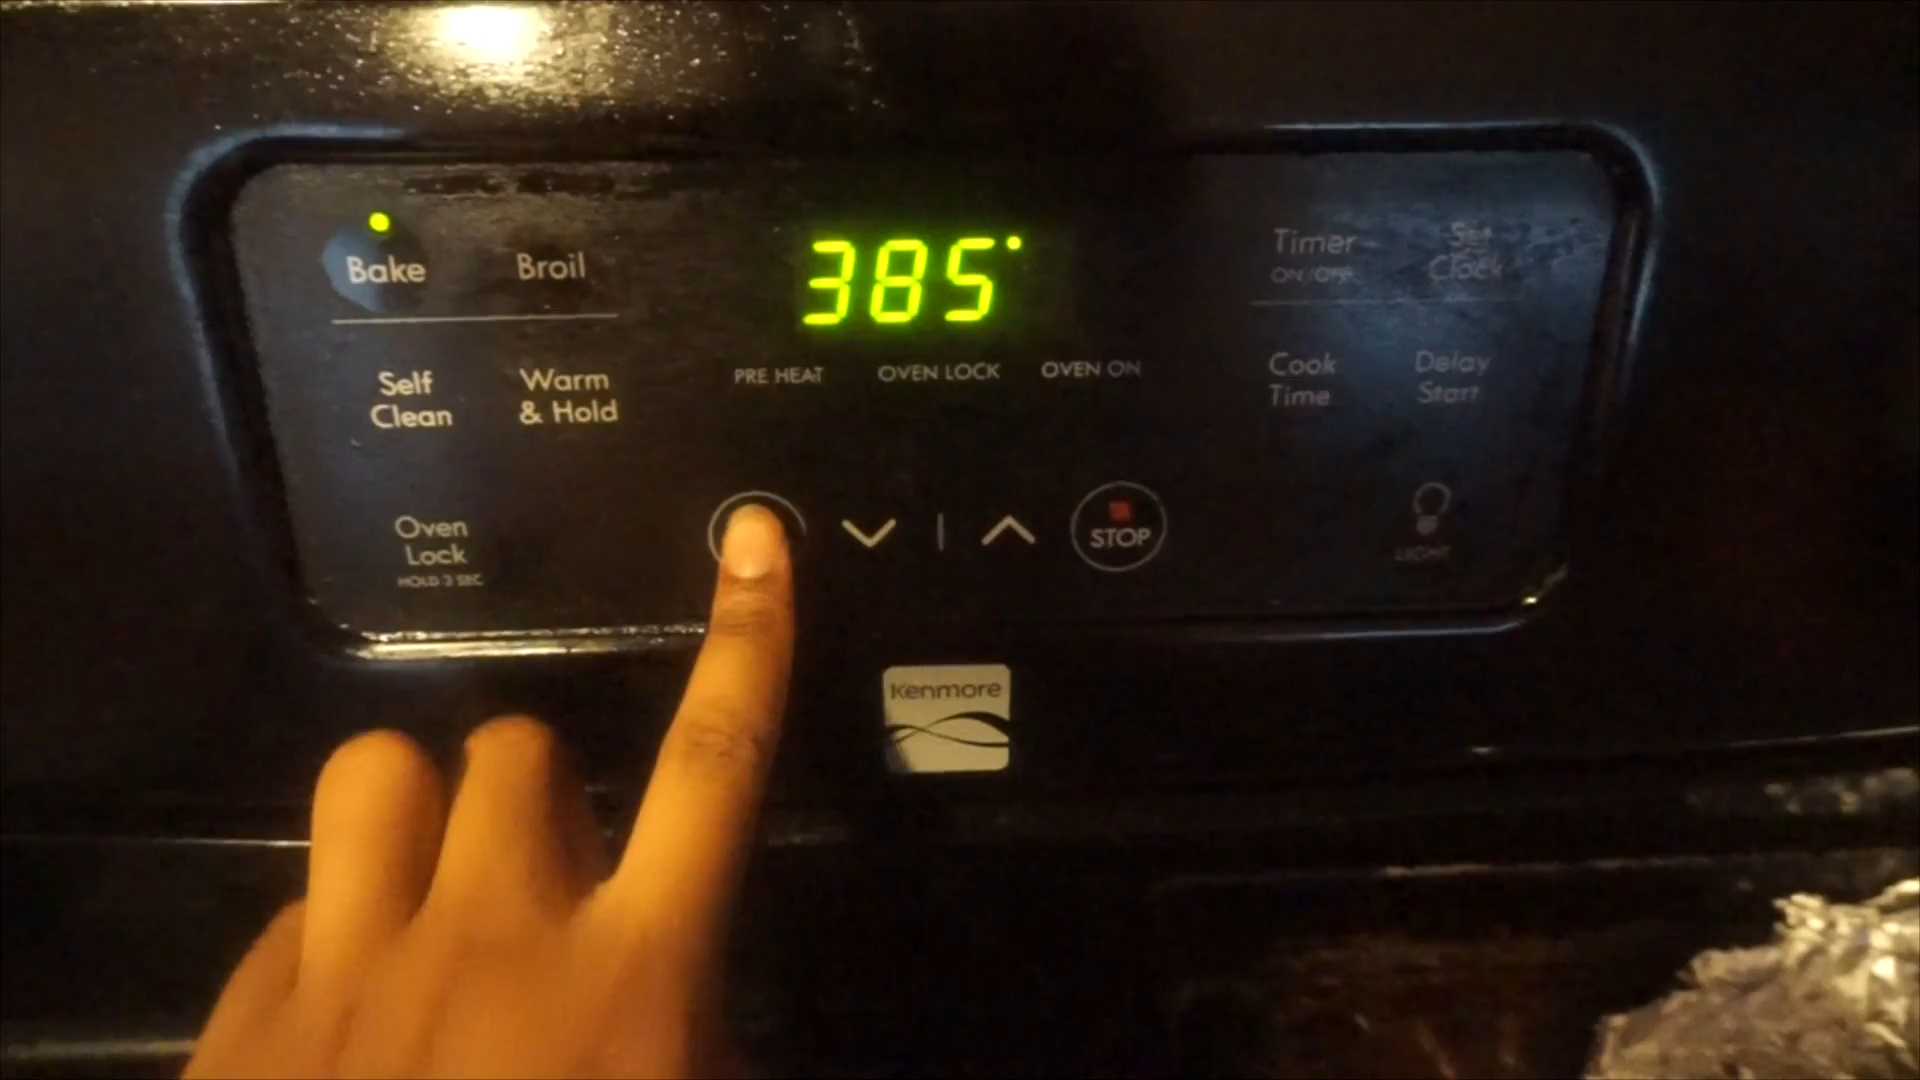 Bake
Broil
385°
Timer
ON/OFF
Set
Clock
Self
Clean
Warm
& Hold
PRE HEAT
OVEN LOCK
OVEN ON
Cook
Time
Delay
Start
Oven
Lock
HOLD 3 SEC
STOP
LIGHT
Kenmore